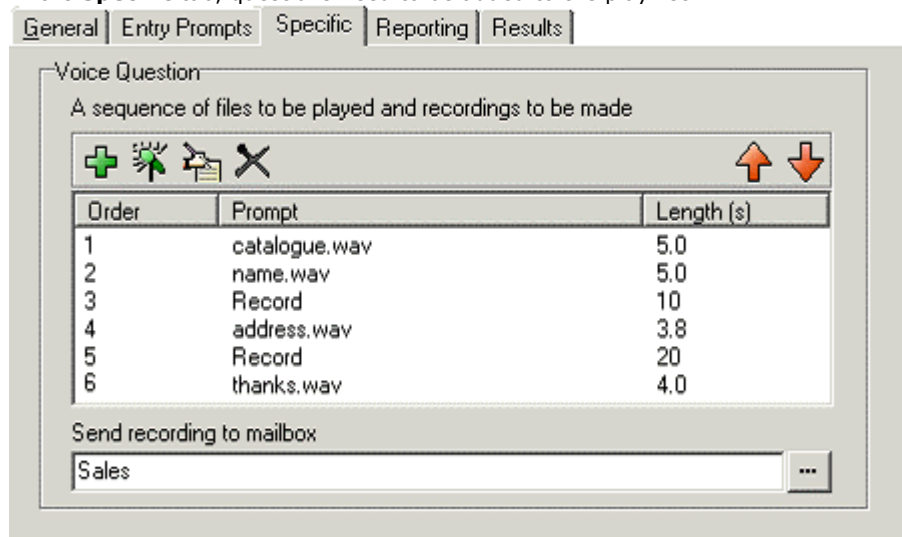 General Entry Prompts Specific Reporting Results
Voice Question
A sequence of files to be played and recordings to be made
Order Prompt Length (s)
1 catalogue.wav 5.0
2 name.wav 5.0
3 Record 10
4 address.wav 3.8
5 Record 20
6 thanks.wav 4.0
Send recording to mailbox
Sales
...